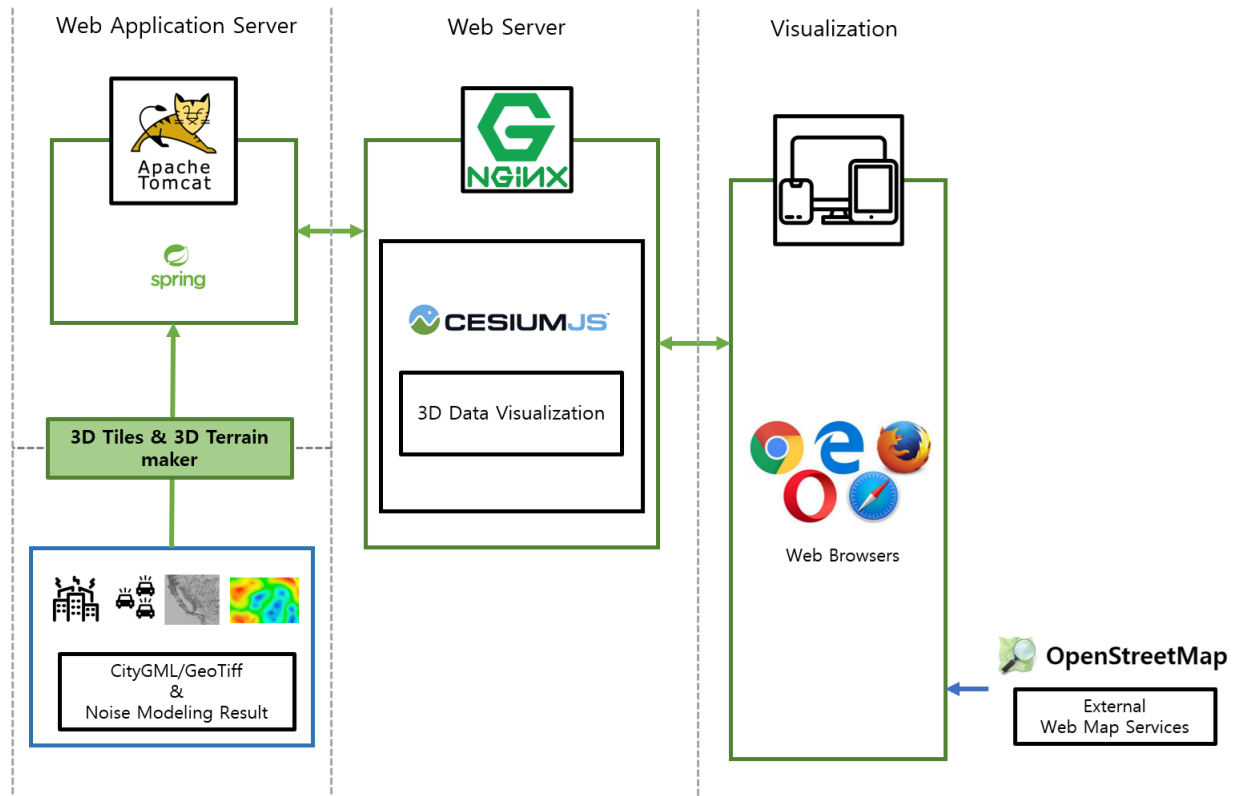 Web Application Server
Web Server
Visualization
Apache
Tomcat
spring
NGiNX
CESIUMJS™
3D Data Visualization
3D Tiles & 3D Terrain
maker
CityGML/GeoTiff
&
Noise Modeling Result
Web Browsers
OpenStreetMap
External
Web Map Services